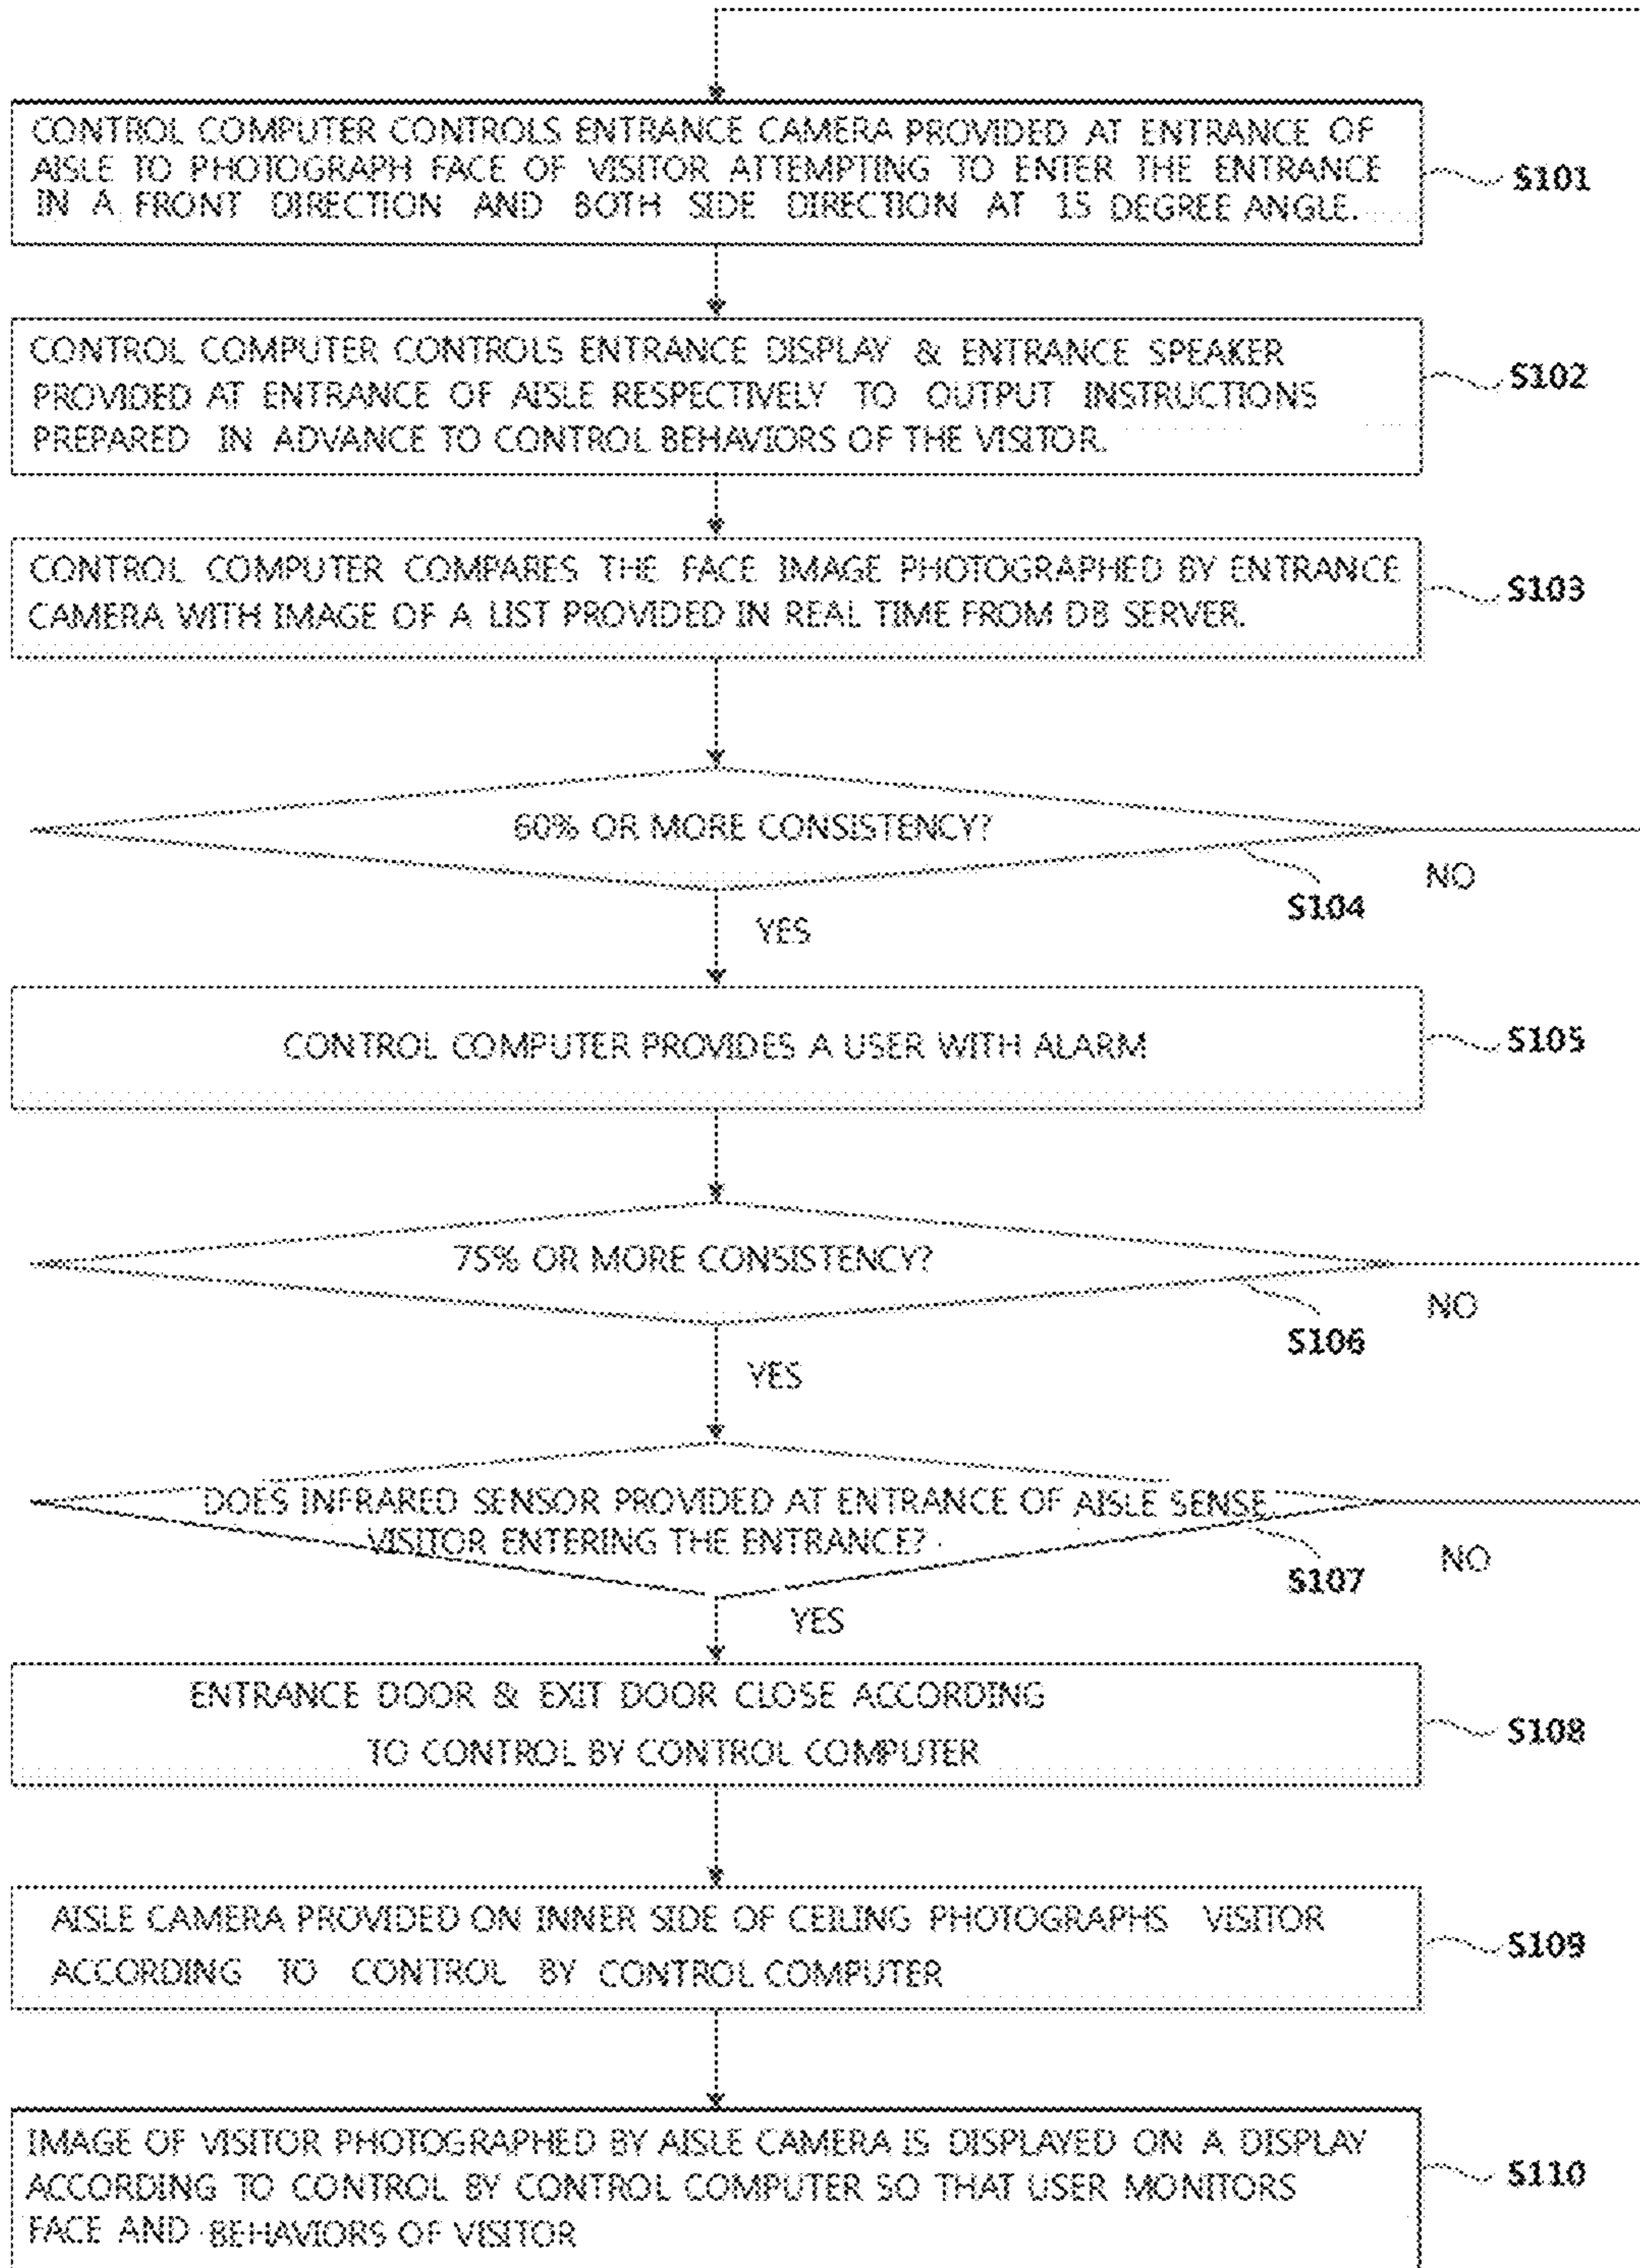 CONTROL COMPUTER CONTROLS ENTRANCE CAMERA PROVIDED AT ENTRANCE OF
AISLE TO PHOTOGRAPH FACE OF VISITOR ATTEMPTING TO ENTER THE ENTRANCE
IN A FRONT DIRECTION AND BOTH SIDE DIRECTION AT 15 DEGREE ANGLE.
S101
CONTROL COMPUTER CONTROLS ENTRANCE DISPLAY & ENTRANCE SPEAKER
PROVIDED AT ENTRANCE OF AISLE RESPECTIVELY TO OUTPUT INSTRUCTIONS
PREPARED IN ADVANCE TO CONTROL BEHAVIORS OF THE VISITOR.
S102
CONTROL COMPUTER COMPARES THE FACE IMAGE PHOTOGRAPHED BY ENTRANCE
CAMERA WITH IMAGE OF A LIST PROVIDED IN REAL TIME FROM DB SERVER.
S103
60% OR MORE CONSISTENCY?
NO
S104
YES
CONTROL COMPUTER PROVIDES A USER WITH ALARM
S105
75% OR MORE CONSISTENCY?
NO
S106
YES
DOES INFRARED SENSOR PROVIDED AT ENTRANCE OF AISLE SENSE
VISITOR ENTERING THE ENTRANCE?
NO
S107
YES
ENTRANCE DOOR & EXIT DOOR CLOSE ACCORDING
TO CONTROL BY CONTROL COMPUTER
S108
AISLE CAMERA PROVIDED ON INNER SIDE OF CEILING PHOTOGRAPHS VISITOR
ACCORDING TO CONTROL BY CONTROL COMPUTER
S109
IMAGE OF VISITOR PHOTOGRAPHED BY AISLE CAMERA IS DISPLAYED ON A DISPLAY
ACCORDING TO CONTROL BY CONTROL COMPUTER SO THAT USER MONITORS
FACE AND BEHAVIORS OF VISITOR
S110